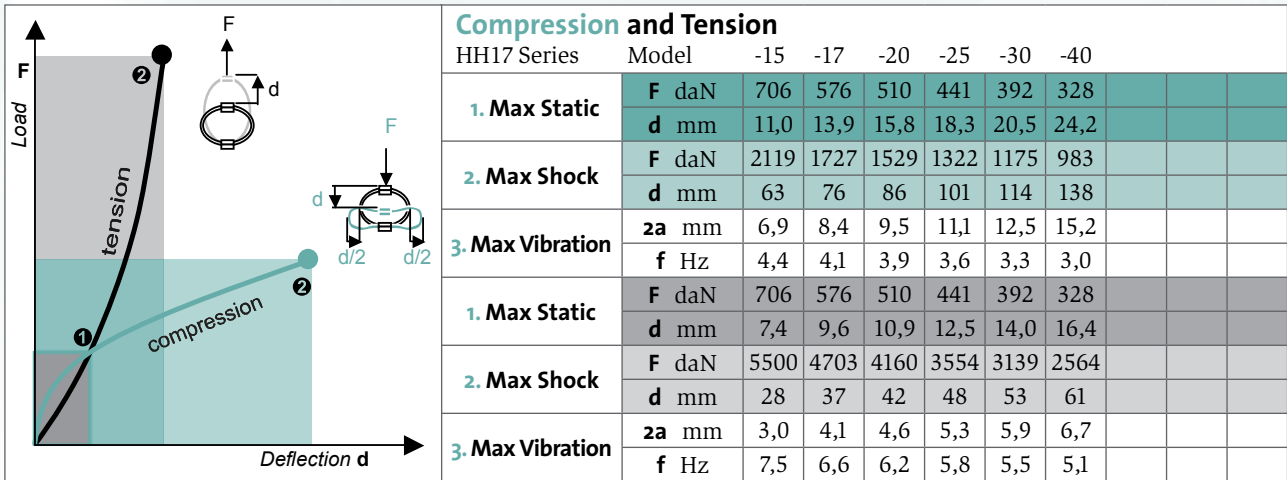 F
Load
tension
compression
❶
❷
❷
Deflection d
F
d
F
d
d/2 d/2
Compression and Tension
HH17 Series Model -15 -17 -20 -25 -30 -40
1. Max Static F daN 706 576 510 441 392 328
d mm 11,0 13,9 15,8 18,3 20,5 24,2
2. Max Shock F daN 2119 1727 1529 1322 1175 983
d mm 63 76 86 101 114 138
3. Max Vibration 2a mm 6,9 8,4 9,5 11,1 12,5 15,2
f Hz 4,4 4,1 3,9 3,6 3,3 3,0
1. Max Static F daN 706 576 510 441 392 328
d mm 7,4 9,6 10,9 12,5 14,0 16,4
2. Max Shock F daN 5500 4703 4160 3554 3139 2564
d mm 28 37 42 48 53 61
3. Max Vibration 2a mm 3,0 4,1 4,6 5,3 5,9 6,7
f Hz 7,5 6,6 6,2 5,8 5,5 5,1